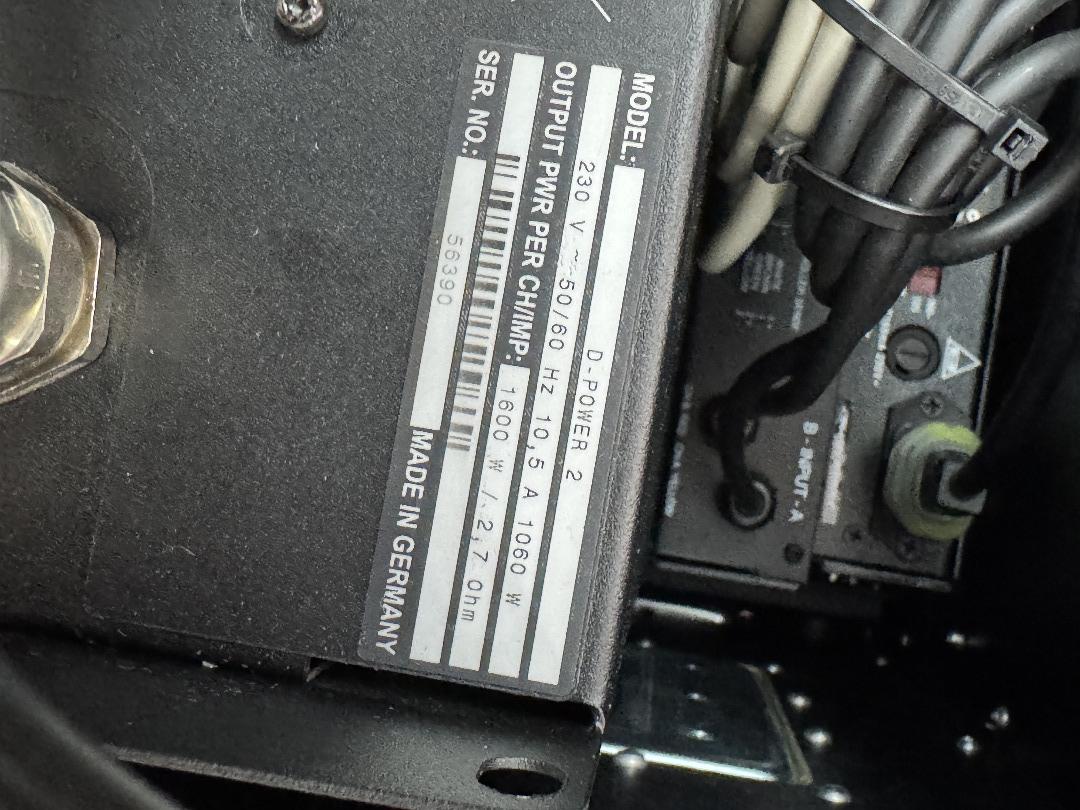 MODEL: D-POWER 2
230 V ~ 50/60 Hz 10,5 A 1060 W
OUTPUT PWR PER CH/IMP: 1600 W /. 2,7 Ohm
SER. NO.: 56390
MADE IN GERMANY
B - INPUT - A